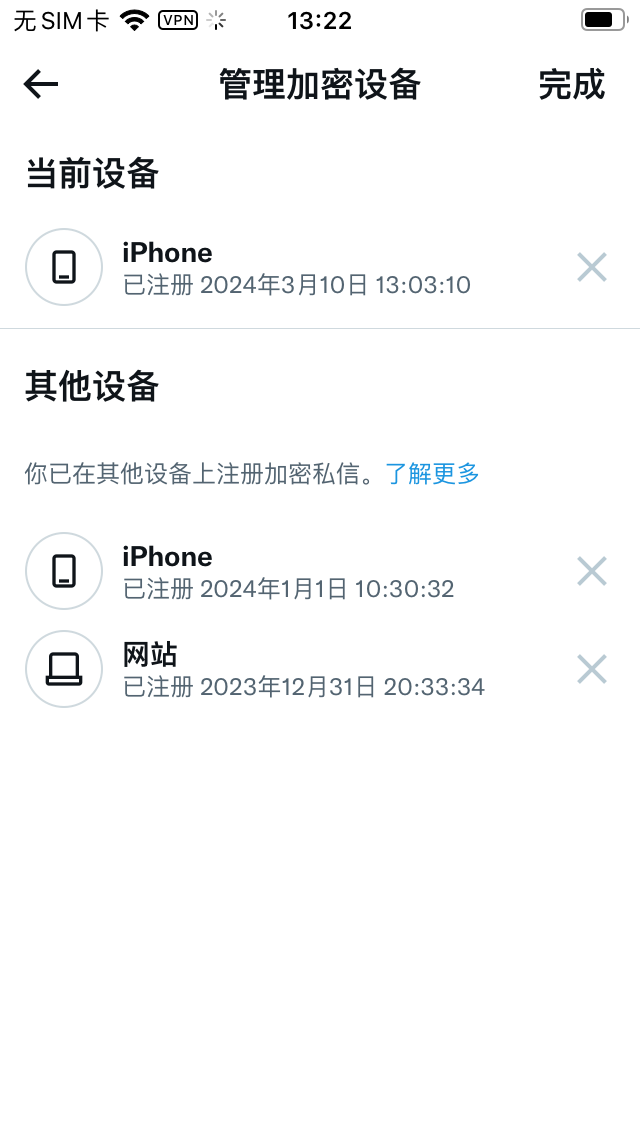 无SIM卡 VPN 13:22
管理加密设备 完成
当前设备
iPhone
已注册 2024年3月10日 13:03:10
其他设备
你已在其他设备上注册加密私信。了解更多
iPhone
已注册 2024年1月1日 10:30:32
网站
已注册 2023年12月31日 20:33:34